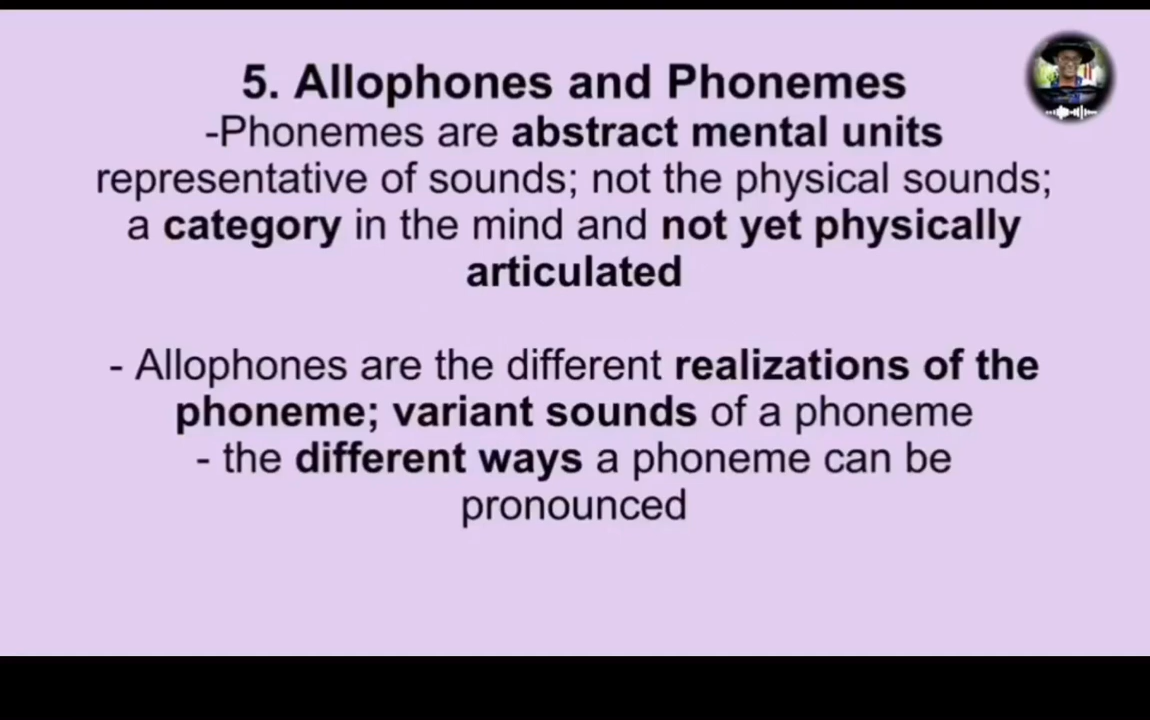 5. Allophones and Phonemes
-Phonemes are abstract mental units
representative of sounds; not the physical sounds;
a category in the mind and not yet physically
articulated
- Allophones are the different realizations of the
phoneme; variant sounds of a phoneme
- the different ways a phoneme can be
pronounced